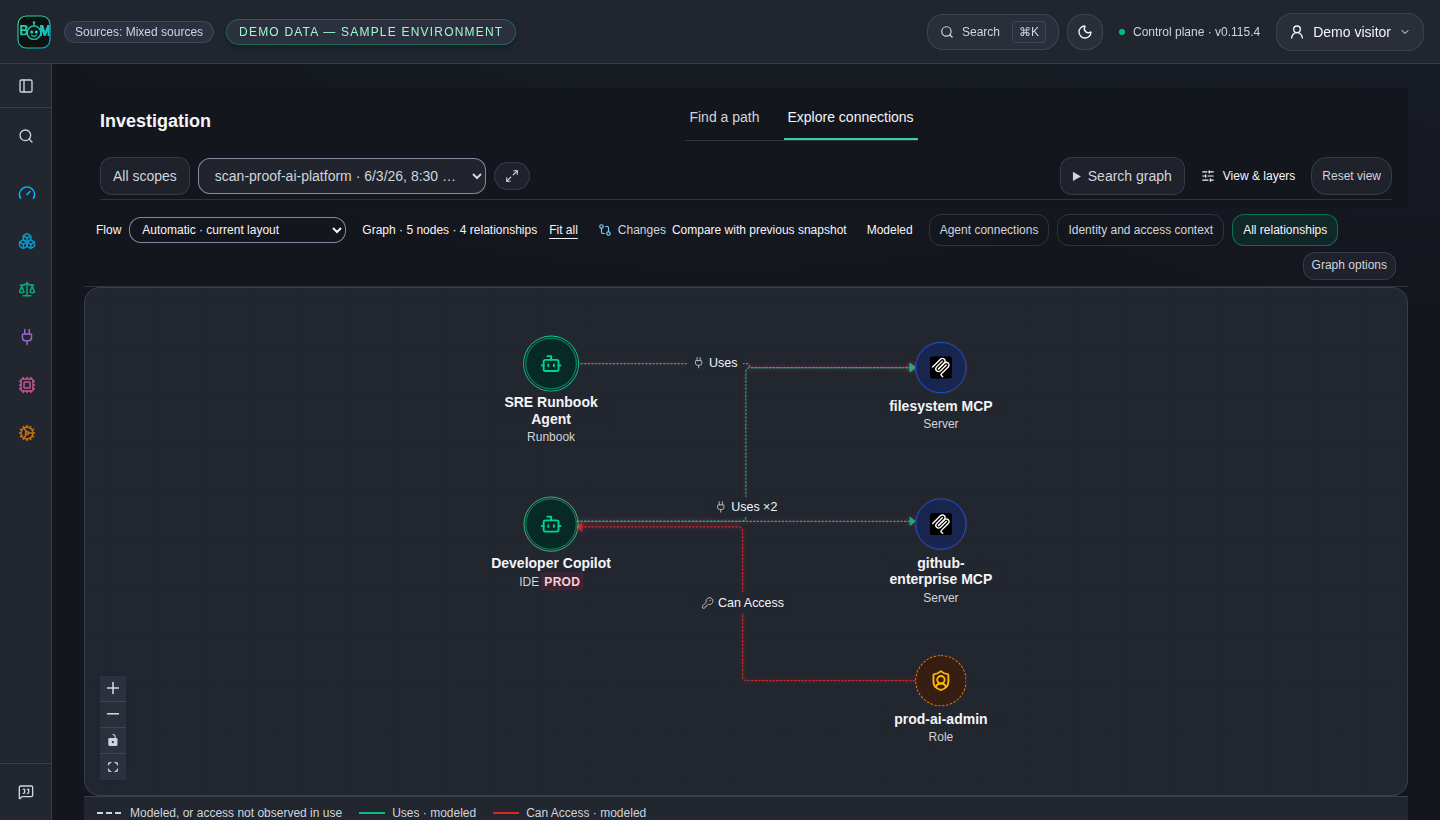 BOM
Sources: Mixed sources
DEMO DATA — SAMPLE ENVIRONMENT
Search ⌘K
Control plane · v0.115.4
Demo visitor
Investigation
Find a path
Explore connections
All scopes
scan-proof-ai-platform · 6/3/26, 8:30 …
Search graph
View & layers
Reset view
Flow
Automatic · current layout
Graph · 5 nodes · 4 relationships
Fit all
Changes
Compare with previous snapshot
Modeled
Agent connections
Identity and access context
All relationships
Graph options
Uses
SRE Runbook
Agent
Runbook
filesystem MCP
Server
Uses ×2
Developer Copilot
IDE PROD
github-
enterprise MCP
Server
Can Access
prod-ai-admin
Role
Modeled, or access not observed in use
Uses · modeled
Can Access · modeled